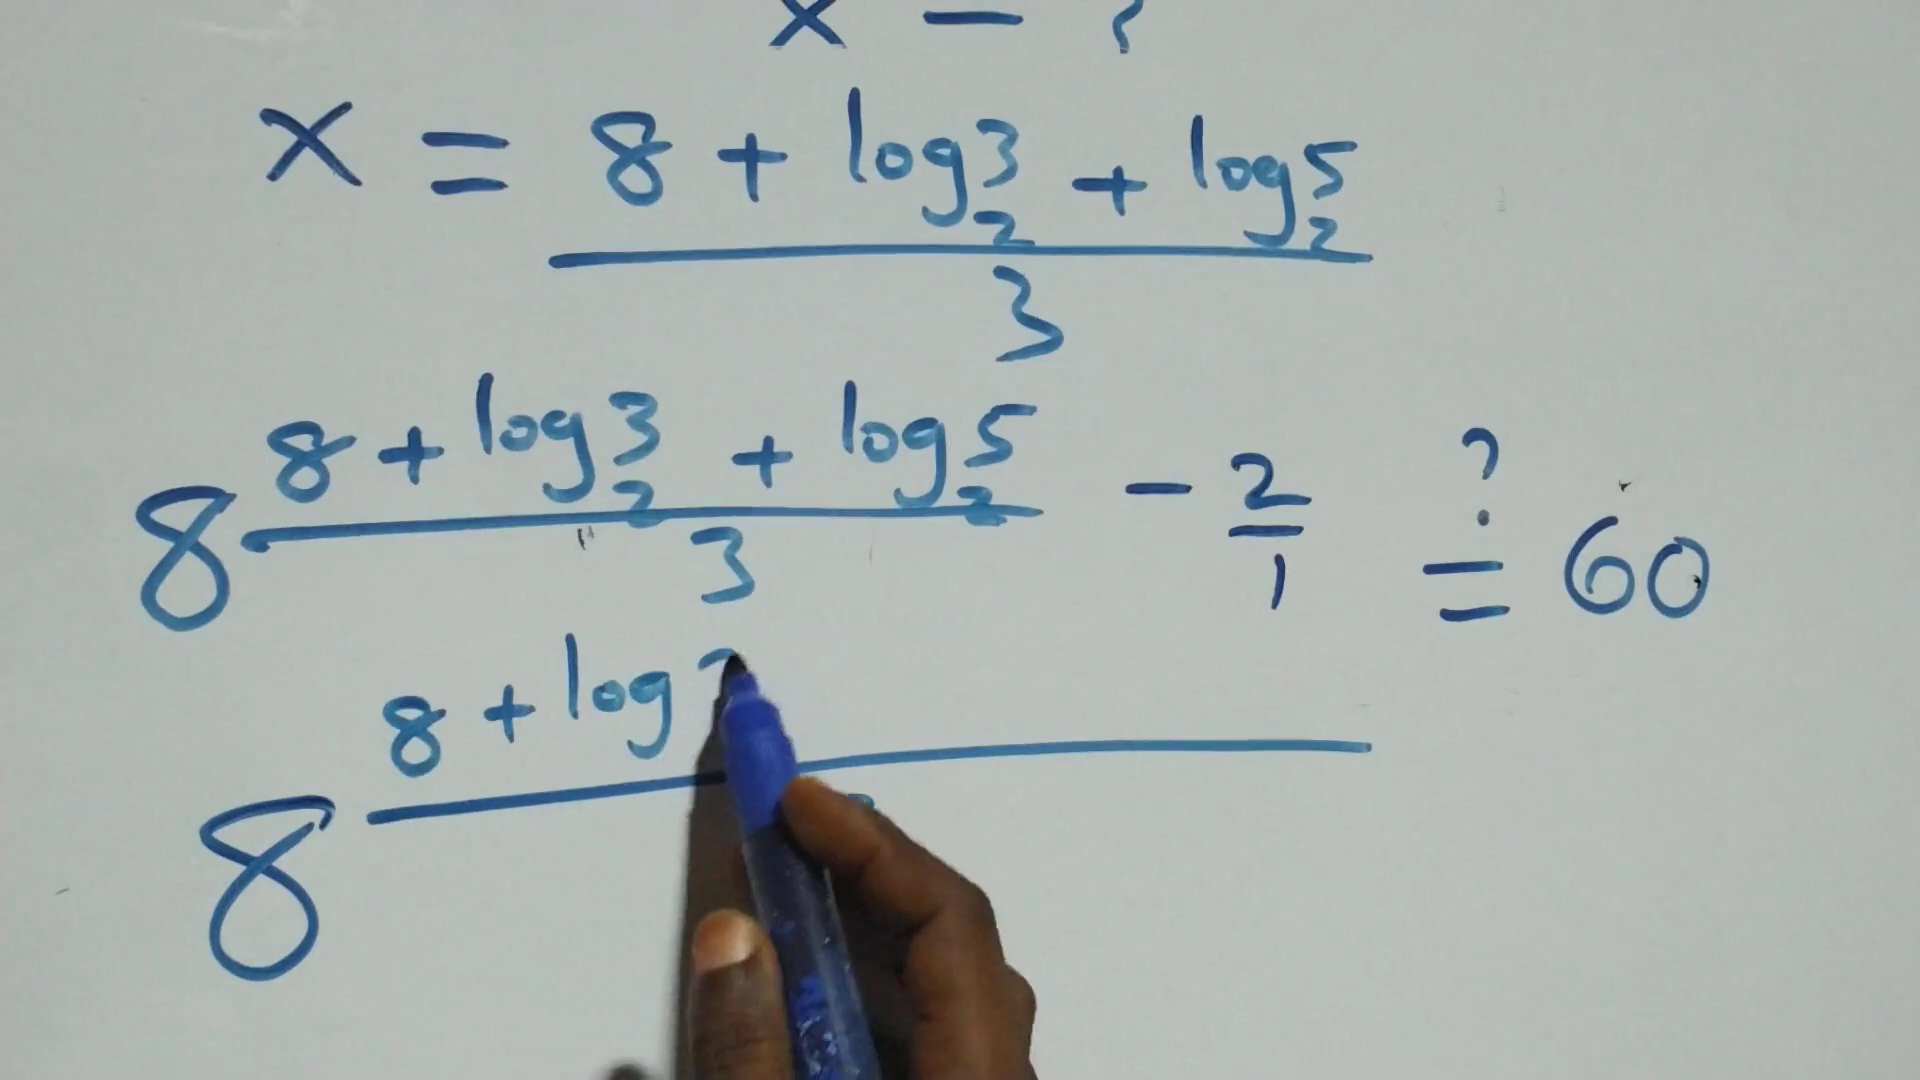 x - ?
x = 8 + log₂3 + log₂5
3
8^(8 + log₂3 + log₂5)/3 - 2/1 ?= 60
8^(8 + log